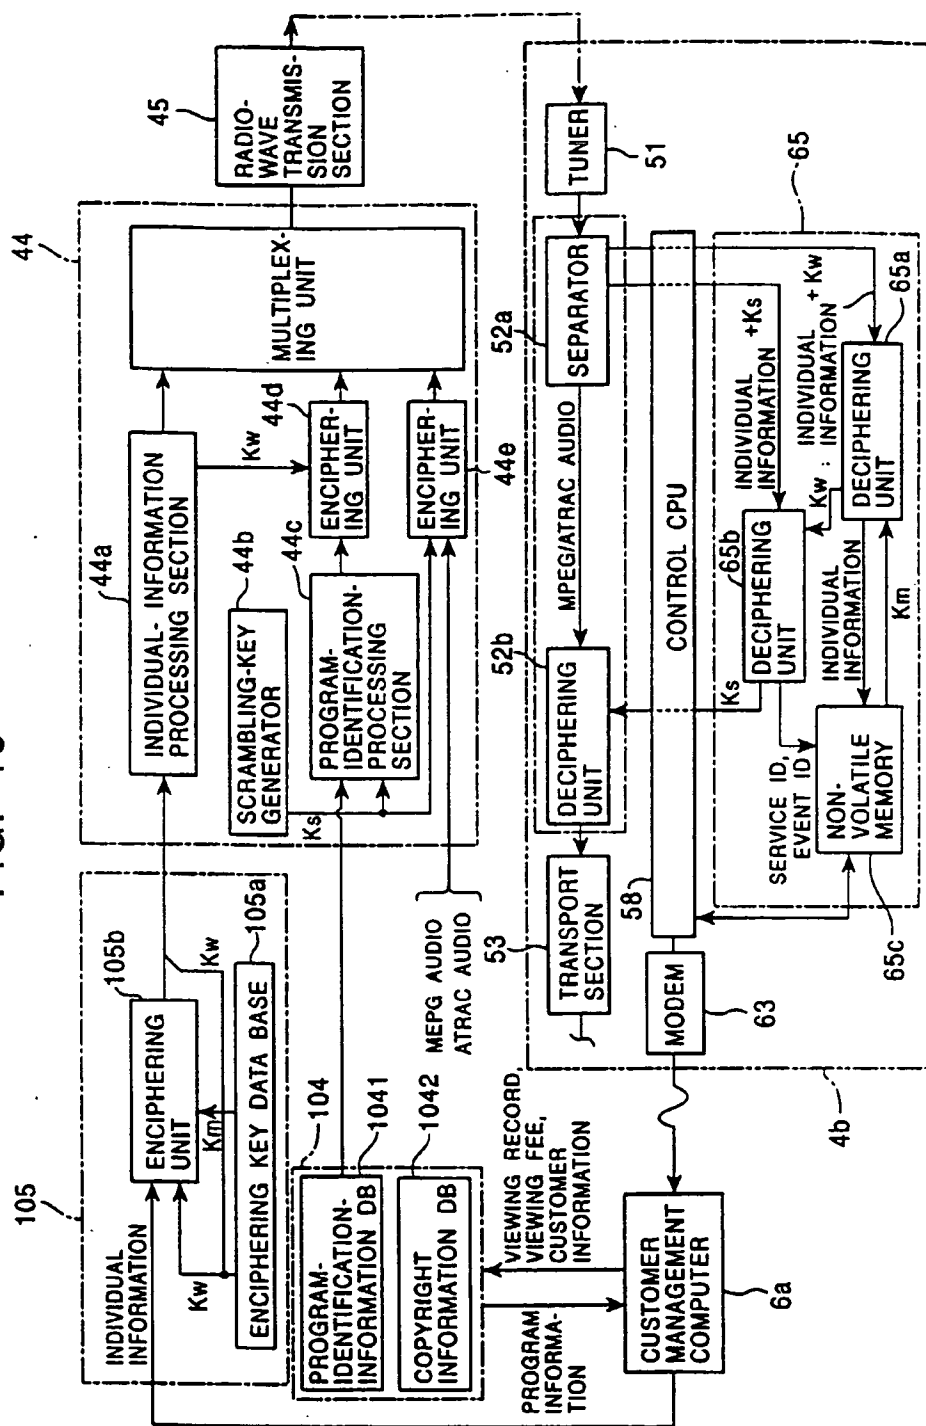 105
INDIVIDUAL
INFORMATION
ENCIPHERING
UNIT
105b
Kw
Km
Kw
ENCIPHERING KEY DATA BASE
105a
44
44a
INDIVIDUAL- INFORMATION
PROCESSING SECTION
Kw
SCRAMBLING-KEY
GENERATOR
44b
Ks
44c
PROGRAM-
IDENTIFICATION-
PROCESSING
SECTION
44d
ENCIPHER-
ING UNIT
ENCIPHER-
ING UNIT
44e
MULTIPLEX-
ING UNIT
45
RADIO-
WAVE
TRANSMIS-
SION
SECTION
MEPG AUDIO
ATRAC AUDIO
104
PROGRAM-
IDENTIFICATION-
INFORMATION DB
1041
COPYRIGHT
INFORMATION DB
1042
PROGRAM
INFORMA-
TION
VIEWING RECORD,
VIEWING FEE,
CUSTOMER
INFORMATION
CUSTOMER
MANAGEMENT
COMPUTER
6a
4b
53
TRANSPORT
SECTION
52b
DECIPHERING
UNIT
MPEG/ATRAC AUDIO
52a
SEPARATOR
TUNER
51
MODEM
63
58
CONTROL CPU
Ks
65
INDIVIDUAL
INFORMATION +Ks
INDIVIDUAL
INFORMATION +Kw
Kw
65b
DECIPHERING
UNIT
65a
DECIPHERING
UNIT
SERVICE ID,
EVENT ID
INDIVIDUAL
INFORMATION
Km
NON-
VOLATILE
MEMORY
65c